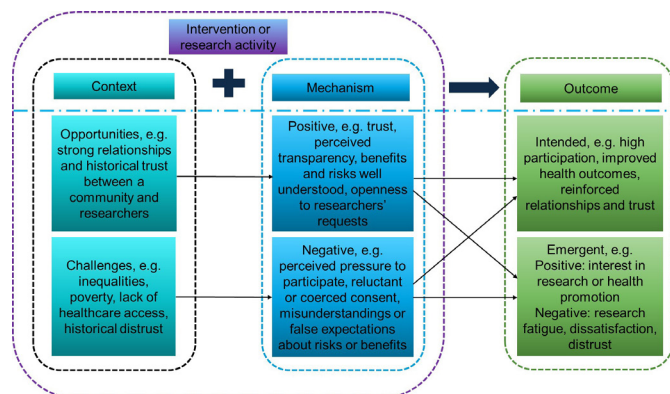 Intervention or
research activity
Context
Mechanism
Outcome
Opportunities, e.g.
strong relationships
and historical trust
between a
community and
researchers
Positive, e.g. trust,
perceived
transparency, benefits
and risks well
understood, openness
to researchers'
requests
Intended, e.g. high
participation, improved
health outcomes,
reinforced
relationships and trust
Challenges, e.g.
inequalities,
poverty, lack of
healthcare access,
historical distrust
Negative, e.g.
perceived pressure to
participate, reluctant
or coerced consent,
misunderstandings or
false expectations
about risks or benefits
Emergent, e.g.
Positive: interest in
research or health
promotion
Negative: research
fatigue, dissatisfaction,
distrust